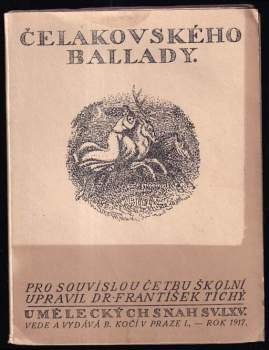 ČELAKOVSKÉHO
BALLADY.
PRO SOUVISLOU ČETBU ŠKOLNÍ
UPRAVIL DR·FRANTIŠEK TICHÝ
UMĚLECKÝCH SNAH SV. LXV.
VEDE A VYDÁVÁ B. KOČÍ V PRAZE I, — ROK 1917.